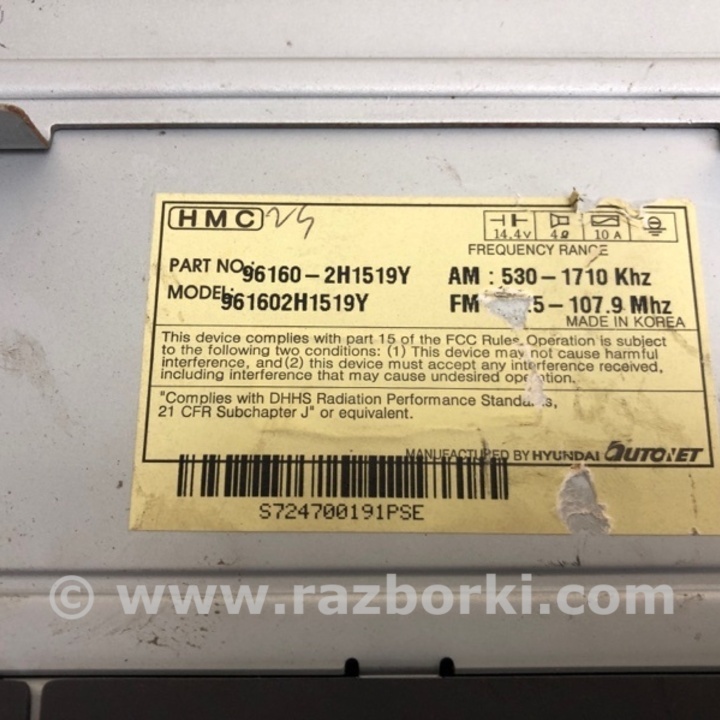 HMC 24
14.4V 4Ω 10A
FREQUENCY RANGE
PART NO.: 96160-2H1519Y AM : 530-1710 Khz
MODEL: 961602H1519Y FM .5-107.9 Mhz
MADE IN KOREA
This device complies with part 15 of the FCC Rules. Operation is subject
to the following two conditions: (1) This device may not cause harmful
interference, and (2) this device must accept any interference received,
including interference that may cause undesired operation.
"Complies with DHHS Radiation Performance Standards,
21 CFR Subchapter J" or equivalent.
MANUFACTURED BY HYUNDAI AUTONET
S724700191PSE
© www.razborki.com